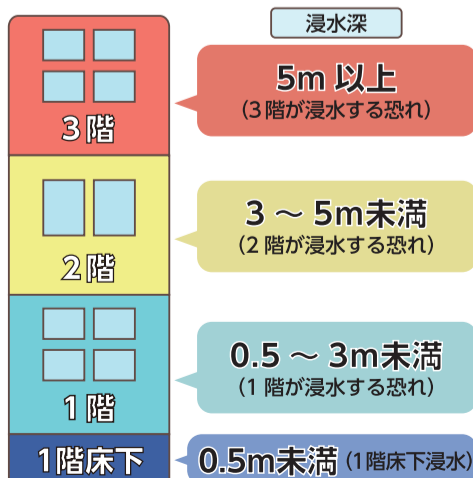 浸水深
3階
5m 以上
(3階が浸水する恐れ)
2階
3 ～ 5m未満
(2 階が浸水する恐れ)
1階
0.5 ～ 3m未満
(1 階が浸水する恐れ)
1階床下
0.5m未満 (1階床下浸水)